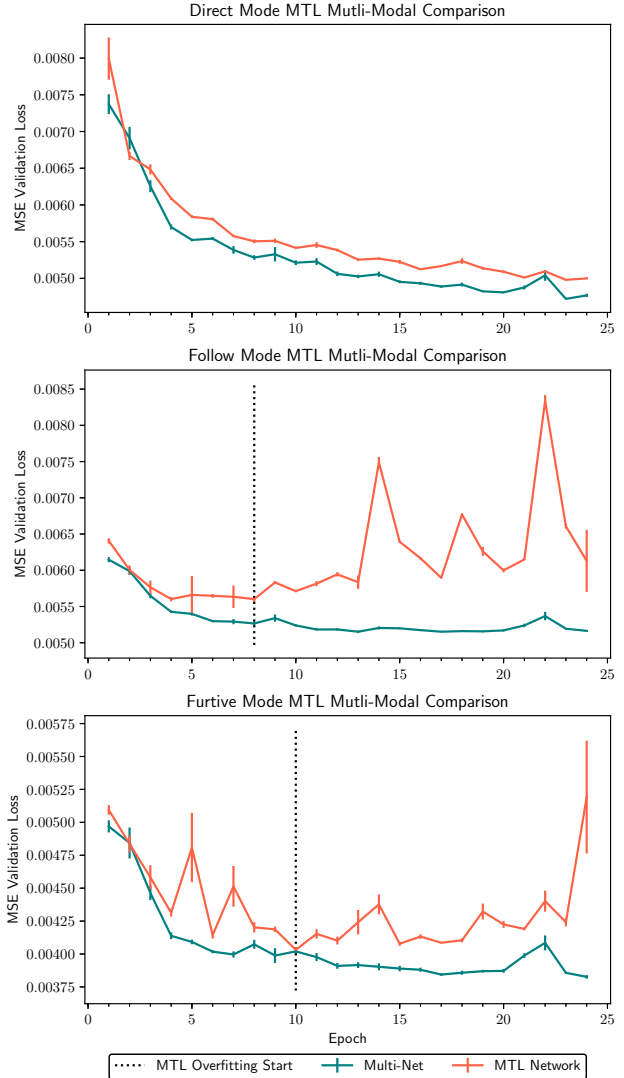 Direct Mode MTL Mutli-Modal Comparison
0.0080
0.0075
0.0070
0.0065
0.0060
0.0055
0.0050
MSE Validation Loss
0 5 10 15 20 25
Follow Mode MTL Mutli-Modal Comparison
0.0085
0.0080
0.0075
0.0070
0.0065
0.0060
0.0055
0.0050
MSE Validation Loss
0 5 10 15 20 25
Furtive Mode MTL Mutli-Modal Comparison
0.00575
0.00550
0.00525
0.00500
0.00475
0.00450
0.00425
0.00400
0.00375
MSE Validation Loss
0 5 10 15 20 25
Epoch
MTL Overfitting Start Multi-Net MTL Network